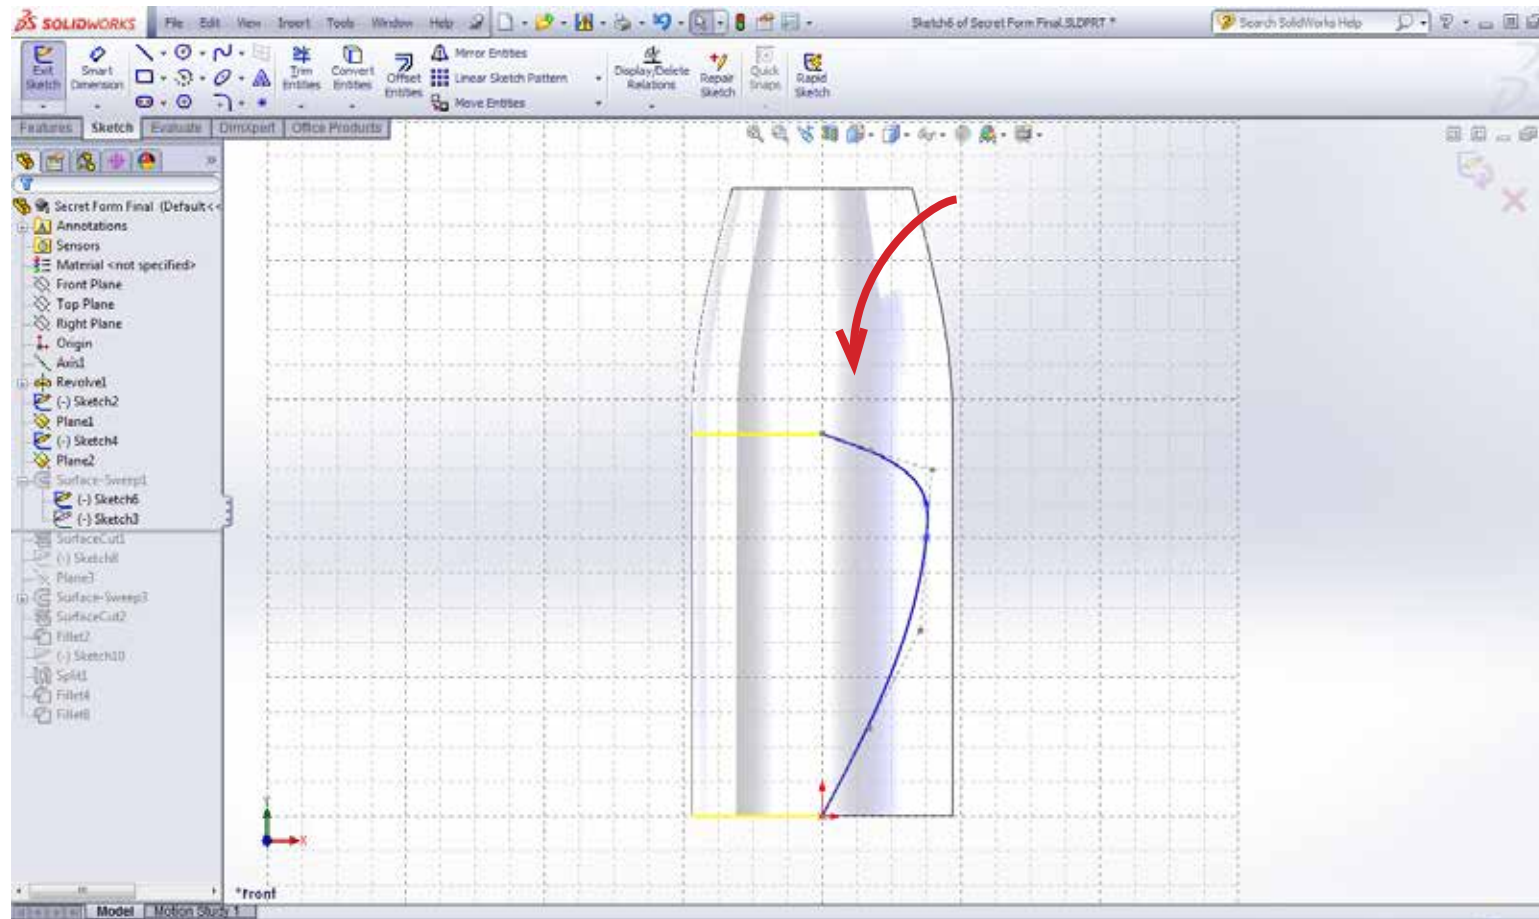 SOLIDWORKS File Edit View Insert Tools Window Help Sketch6 of Secret Form Final.SLDPRT * Search SolidWorks Help
Exit Sketch Smart Dimension Trim Entities Convert Entities Offset Entities Mirror Entities Linear Sketch Pattern Move Entities Display/Delete Relations Repair Sketch Quick Snaps Rapid Sketch
Features Sketch Evaluate DimXpert Office Products
Secret Form Final (Default<<
Annotations
Sensors
Material <not specified>
Front Plane
Top Plane
Right Plane
Origin
Axis1
Revolve1
(-) Sketch2
Plane1
(-) Sketch4
Plane2
Surface-Sweep1
(-) Sketch6
(-) Sketch3
SurfaceCut1
(-) Sketch8
Plane3
Surface-Sweep3
SurfaceCut2
Fillet2
(-) Sketch10
Split1
Fillet4
Y
X
*Front
Model Motion Study 1